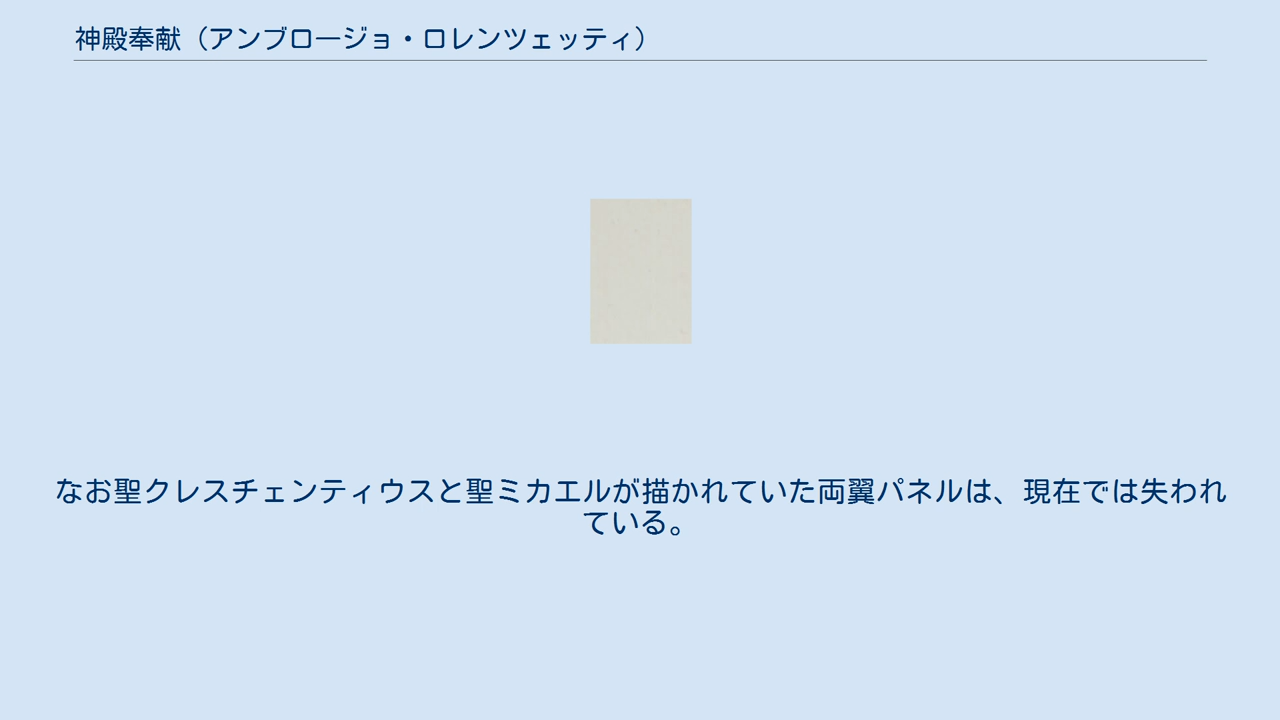 神殿奉献（アンブロージョ・ロレンツェッティ）
なお聖クレスチェンティウスと聖ミカエルが描かれていた両翼パネルは、現在では失われ
ている。